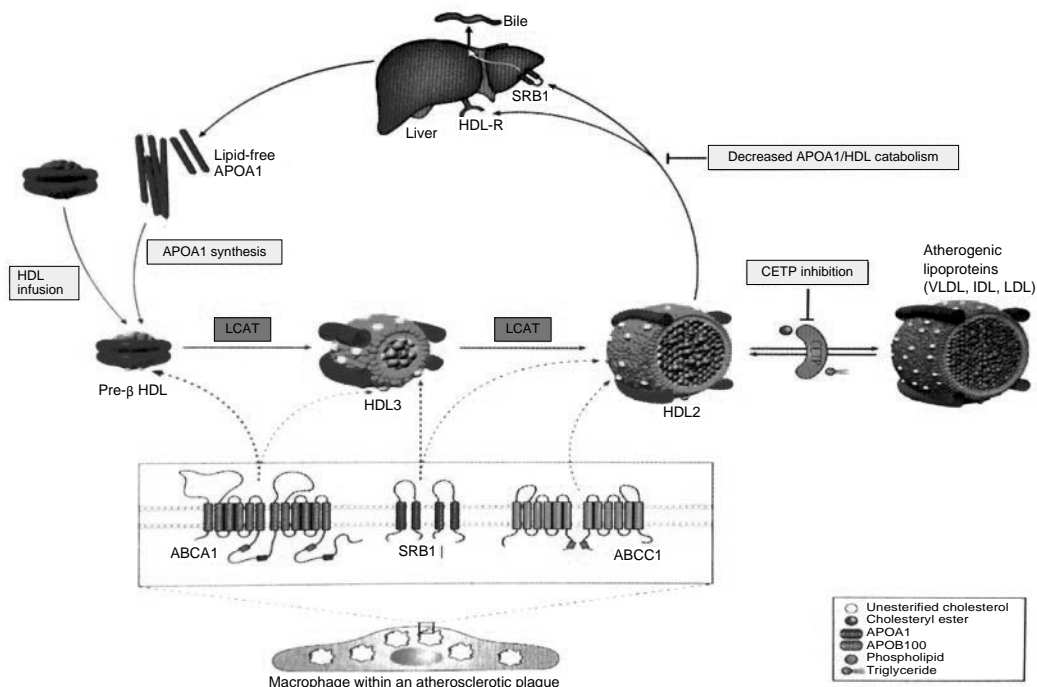 Bile
SRB1
HDL-R
Liver
Lipid-free
APOA1
Decreased APOA1/HDL catabolism
APOA1 synthesis
HDL
infusion
CETP inhibition
Atherogenic
lipoproteins
(VLDL, IDL, LDL)
LCAT
LCAT
Pre-β HDL
HDL3
HDL2
ABCA1
SRB1
ABCC1
Unesterified cholesterol
Cholesteryl ester
APOA1
APOB100
Phospholipid
Triglyceride
Macrophage within an atherosclerotic plaque